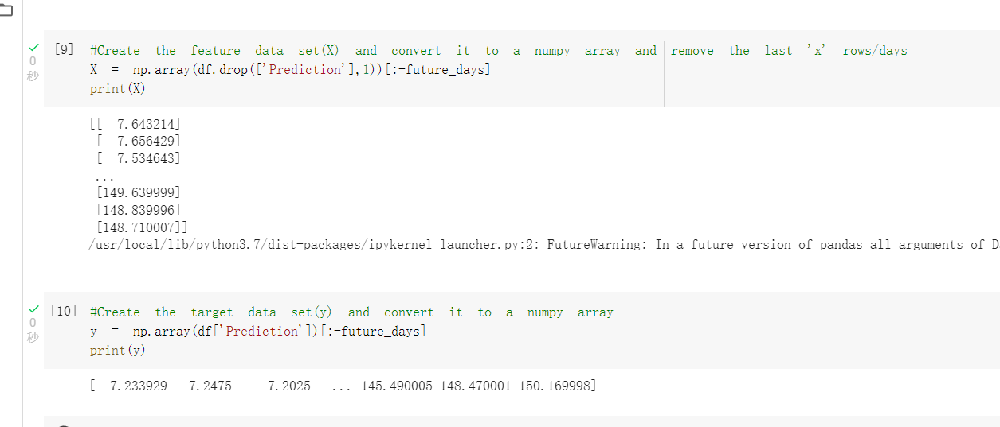 [9] #Create the feature data set(X) and convert it to a numpy array and remove the last 'x' rows/days
0
秒
X = np.array(df.drop(['Prediction'],1))[:-future_days]
print(X)
[[  7.643214]
 [  7.656429]
 [  7.534643]
 ...
 [149.639999]
 [148.839996]
 [148.710007]]
/usr/local/lib/python3.7/dist-packages/ipykernel_launcher.py:2: FutureWarning: In a future version of pandas all arguments of D
[10] #Create the target data set(y) and convert it to a numpy array
0
秒
y = np.array(df['Prediction'])[:-future_days]
print(y)
[  7.233929   7.2475     7.2025   ... 145.490005 148.470001 150.169998]